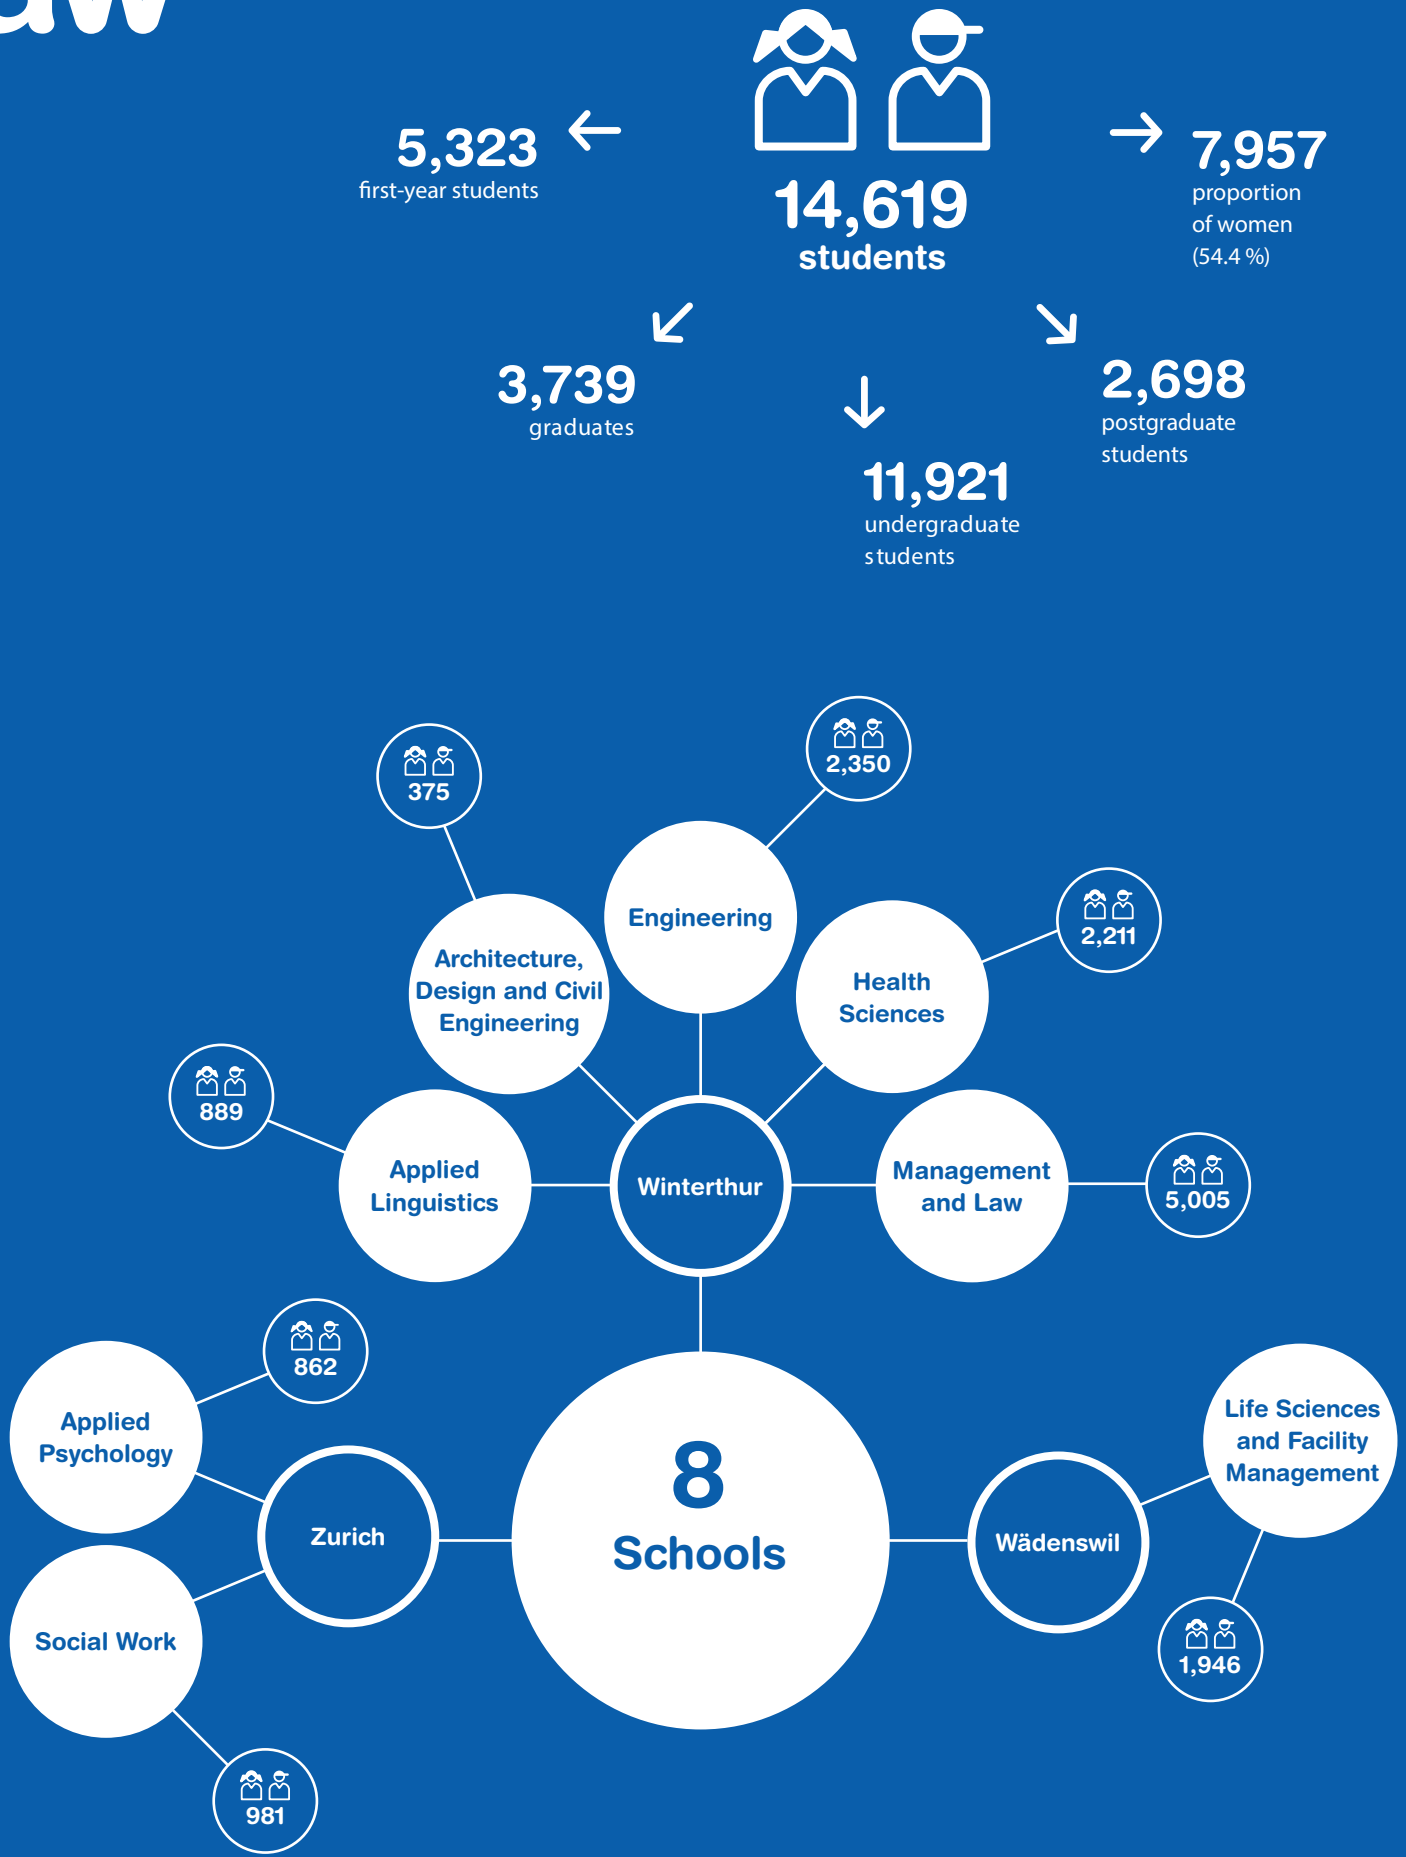 5,323
first-year students
14,619
students
7,957
proportion
of women
(54.4 %)
3,739
graduates
11,921
undergraduate
students
2,698
postgraduate
students
375
2,350
2,211
889
5,005
Engineering
Architecture,
Design and Civil
Engineering
Health
Sciences
Applied
Linguistics
Winterthur
Management
and Law
862
Applied
Psychology
Zurich
Social Work
981
8
Schools
Wädenswil
Life Sciences
and Facility
Management
1,946